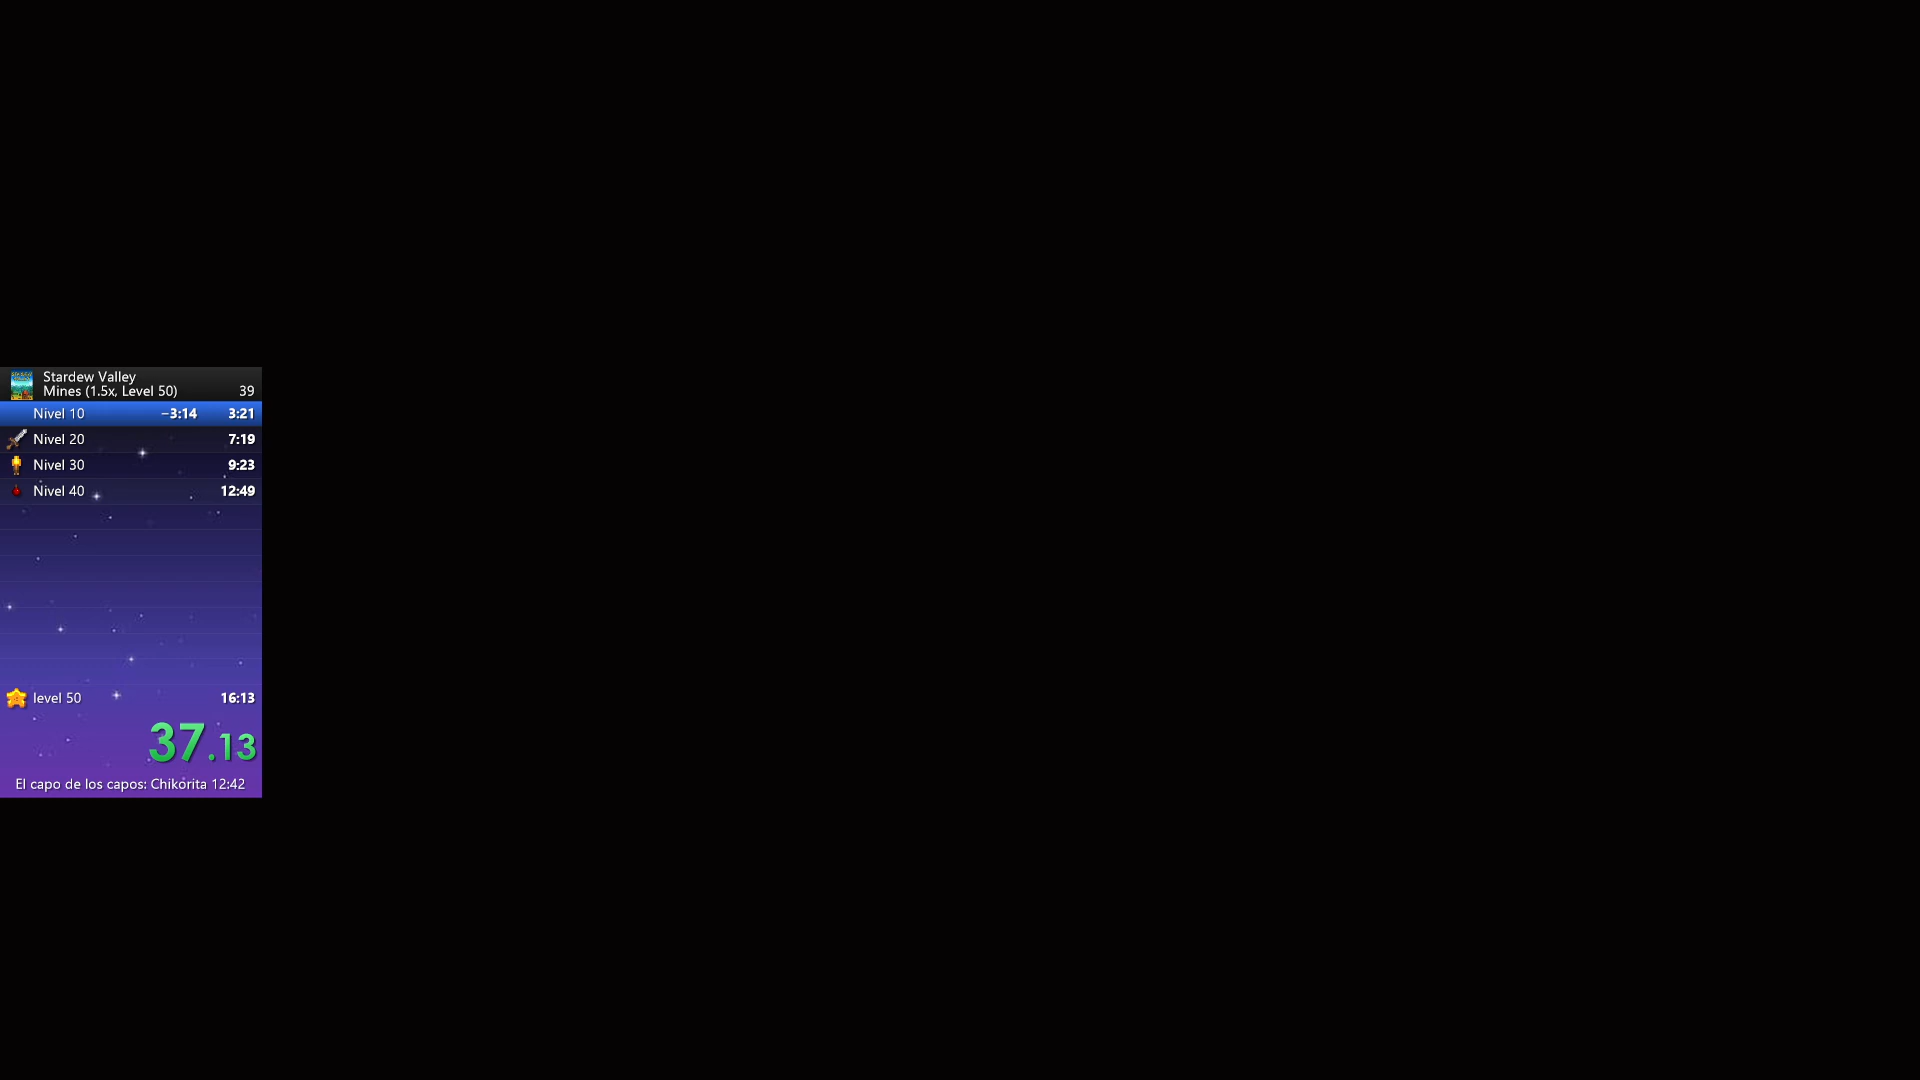 Stardew Valley
Mines (1.5x, Level 50) 39
Nivel 10 −3:14 3:21
Nivel 20 7:19
Nivel 30 9:23
Nivel 40 12:49
level 50 16:13
37.13
El capo de los capos: Chikorita 12:42